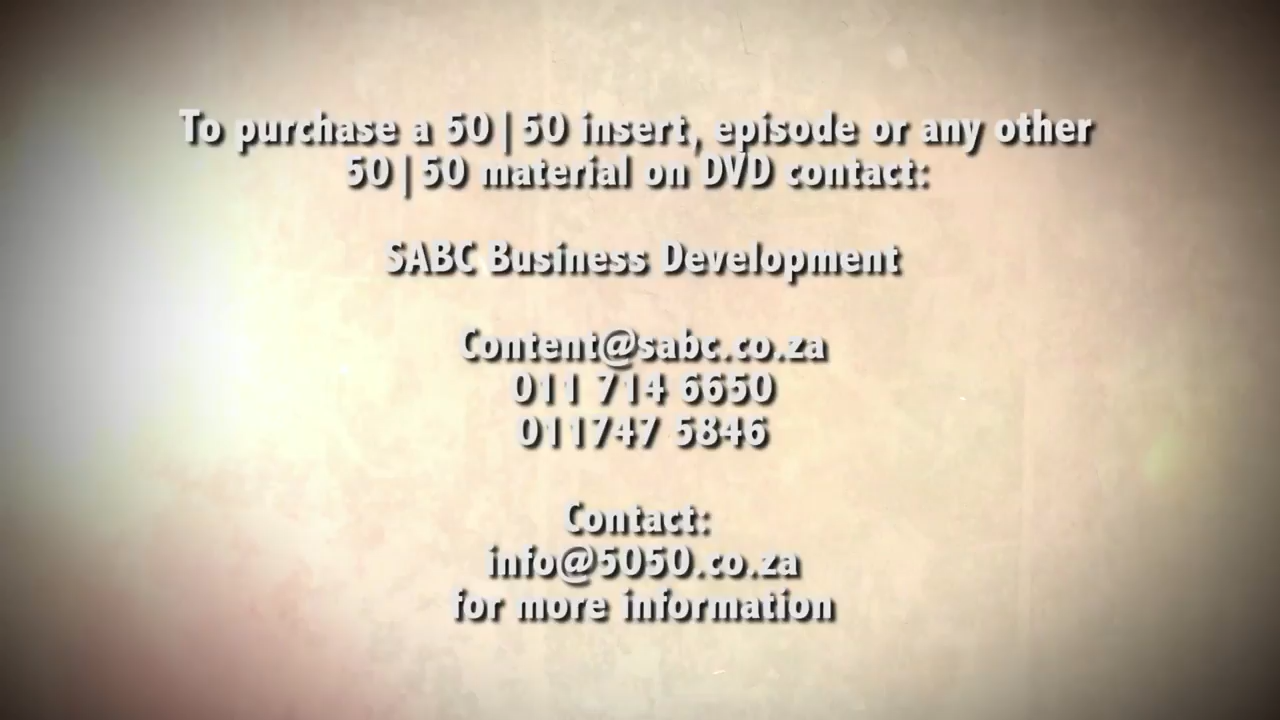 To purchase a 50|50 insert, episode or any other
50|50 material on DVD contact:
SABC Business Development
Content@sabc.co.za
011 714 6650
011747 5846
Contact:
info@5050.co.za
for more information